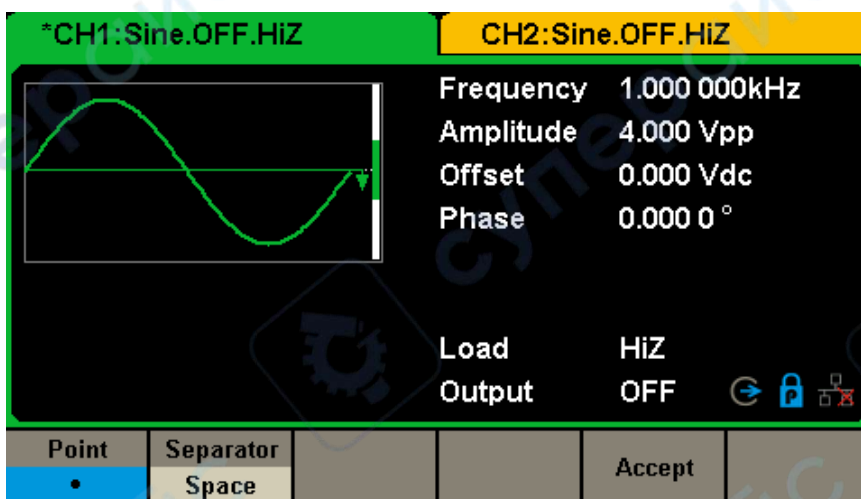 *CH1:Sine.OFF.HiZ CH2:Sine.OFF.HiZ
Frequency 1.000 000kHz
Amplitude 4.000 Vpp
Offset 0.000 Vdc
Phase 0.000 0 °
Load HiZ
Output OFF
Point Separator
• Space Accept
суперайс